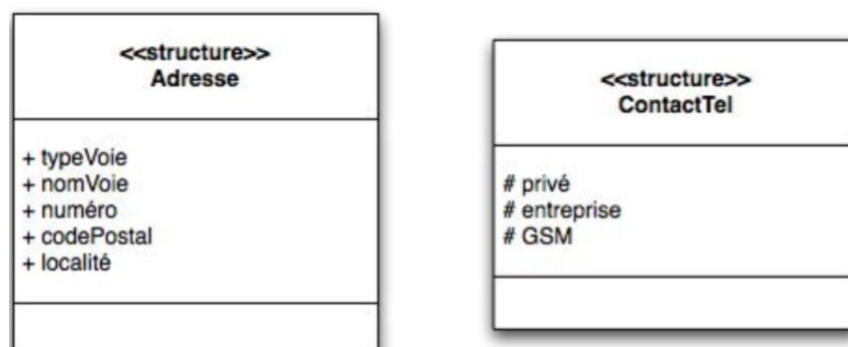 <<structure>>
Adresse
+ typeVoie
+ nomVoie
+ numéro
+ codePostal
+ localité
<<structure>>
ContactTel
# privé
# entreprise
# GSM